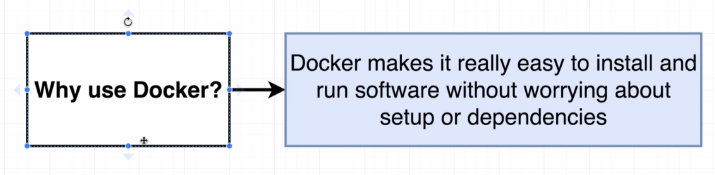 Why use Docker?
Docker makes it really easy to install and
run software without worrying about
setup or dependencies